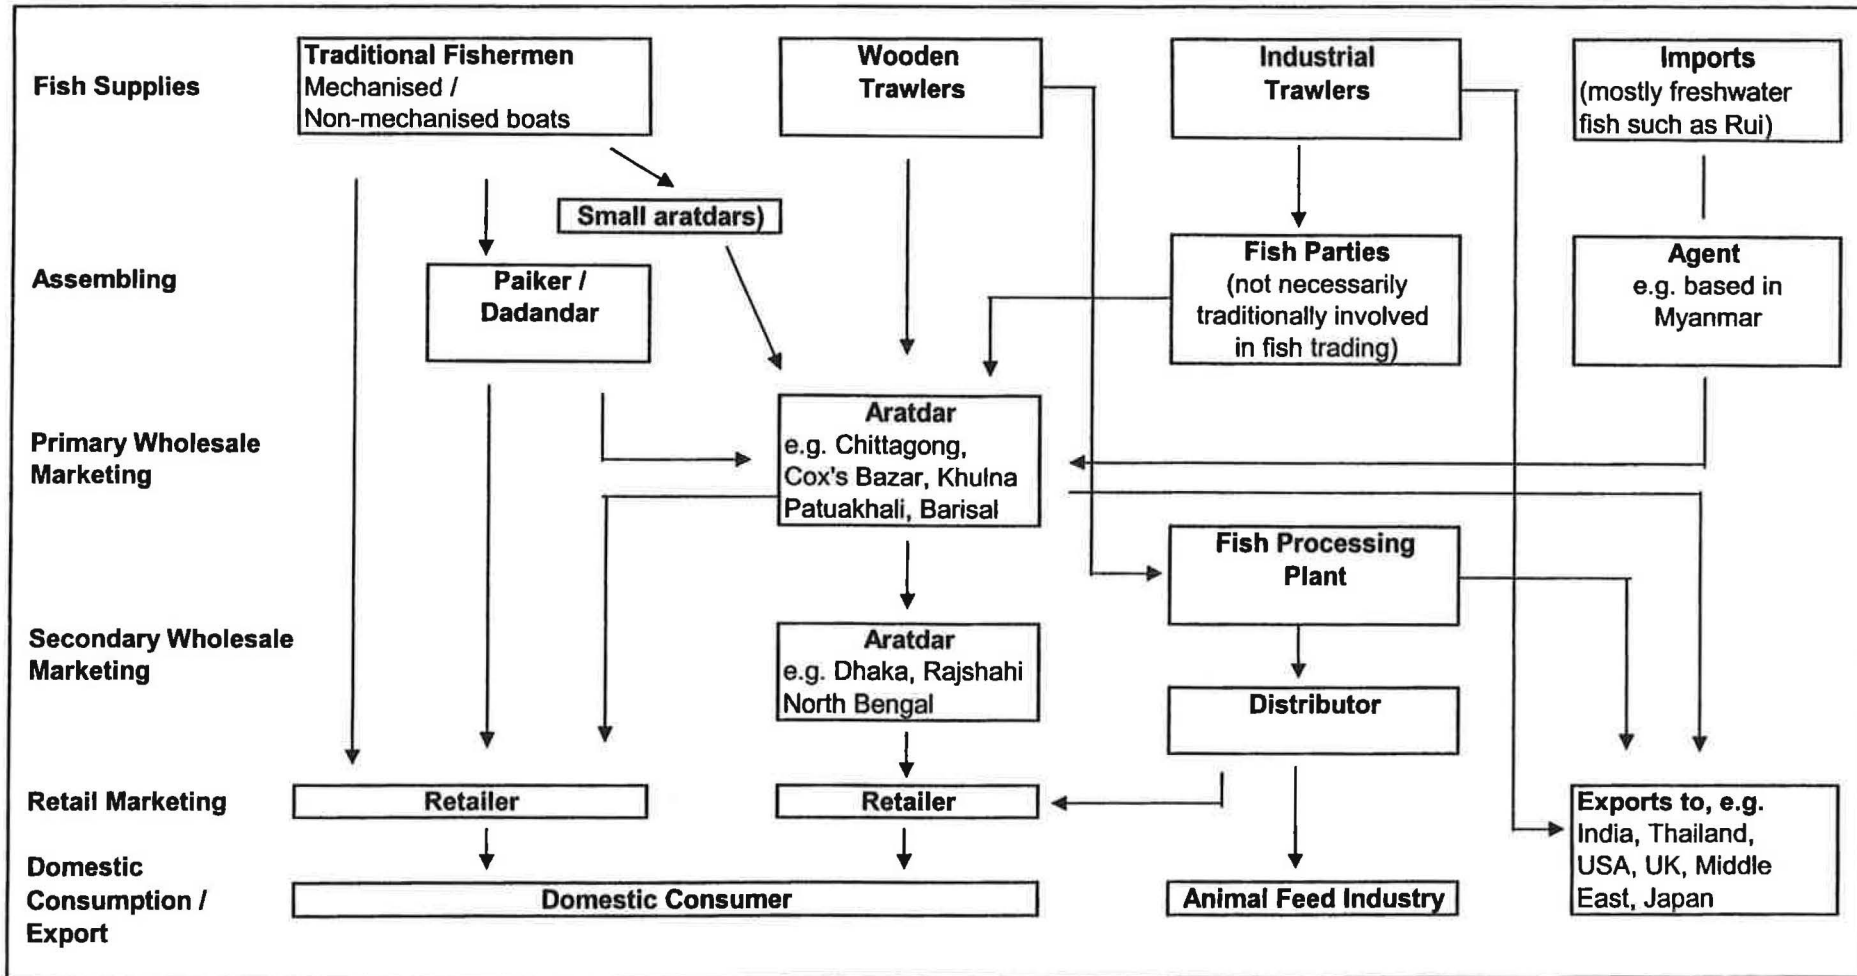 Fish Supplies
Traditional Fishermen
Mechanised /
Non-mechanised boats
Wooden
Trawlers
Industrial
Trawlers
Imports
(mostly freshwater
fish such as Rui)
Small aratdars)
Assembling
Paiker /
Dadandar
Fish Parties
(not necessarily
traditionally involved
in fish trading)
Agent
e.g. based in
Myanmar
Primary Wholesale
Marketing
Aratdar
e.g. Chittagong,
Cox's Bazar, Khulna
Patuakhali, Barisal
Fish Processing
Plant
Secondary Wholesale
Marketing
Aratdar
e.g. Dhaka, Rajshahi
North Bengal
Distributor
Retail Marketing
Retailer
Retailer
Exports to, e.g.
India, Thailand,
USA, UK, Middle
East, Japan
Domestic
Consumption /
Export
Domestic Consumer
Animal Feed Industry